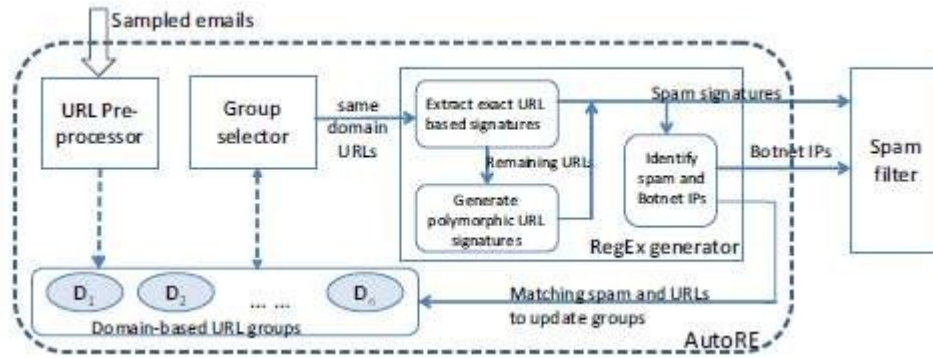 Sampled emails
URL Pre-
processor
Group
selector
same
domain
URLs
Extract exact URL
based signatures
Spam signatures
Remaining URLs
Generate
polymorphic URL
signatures
Identify
spam and
Botnet IPs
Botnet IPs
Spam
filter
RegEx generator
D1
D2
... ...
Dn
Domain-based URL groups
Matching spam and URLs
to update groups
AutoRE